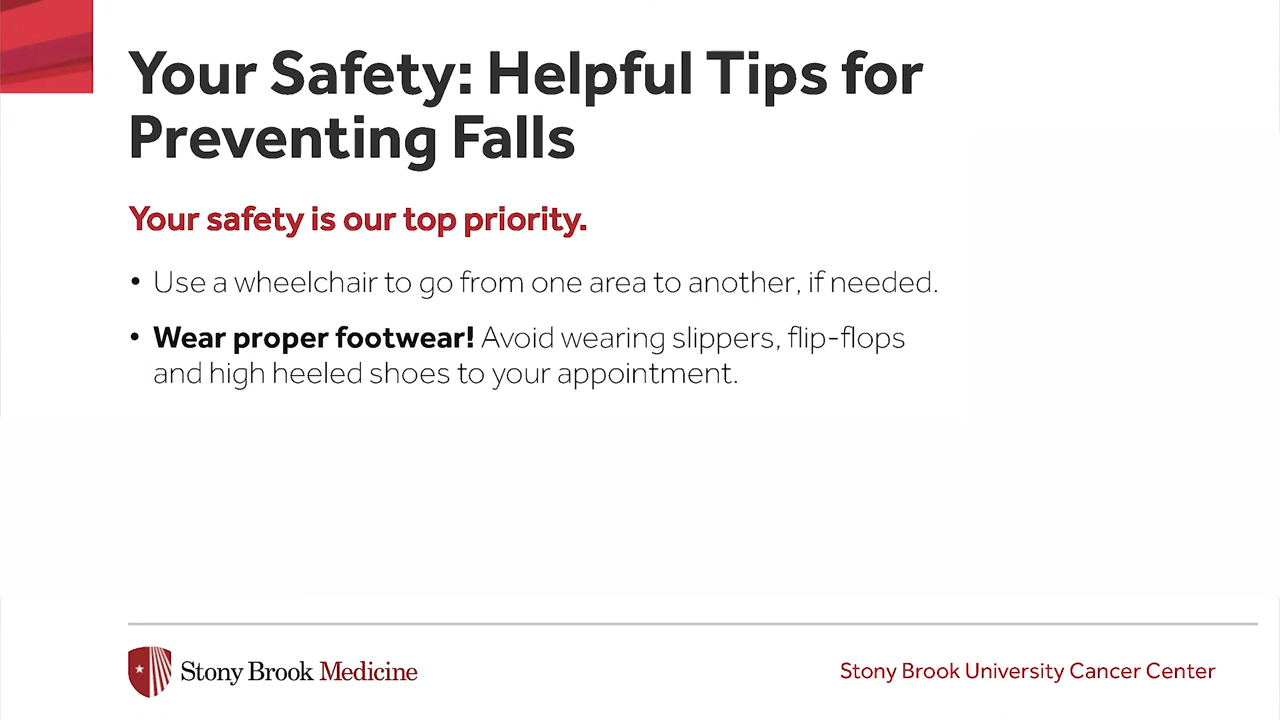 Your Safety: Helpful Tips for
Preventing Falls
Your safety is our top priority.
• Use a wheelchair to go from one area to another, if needed.
• Wear proper footwear! Avoid wearing slippers, flip-flops
and high heeled shoes to your appointment.
Stony Brook Medicine
Stony Brook University Cancer Center